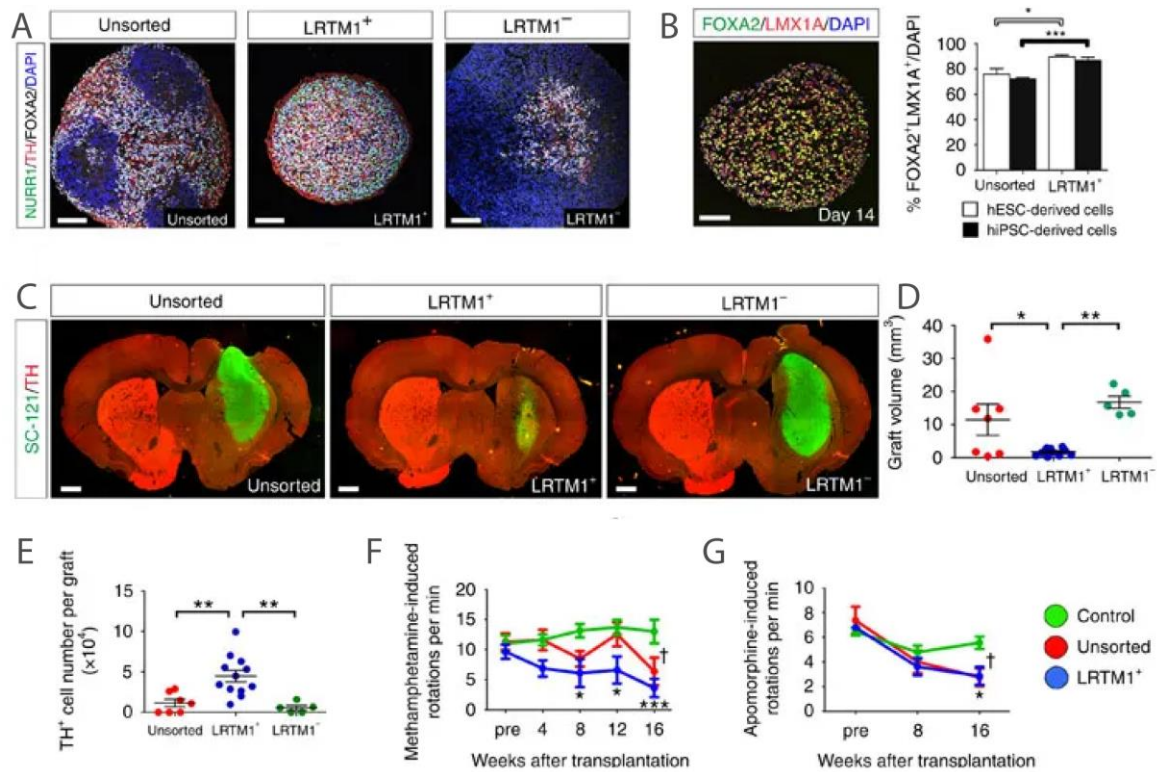 A
Unsorted
LRTM1⁺
LRTM1⁻
NURR1/TH/FOXA2/DAPI
Unsorted
LRTM1⁺
LRTM1⁻
B
FOXA2/LMX1A/DAPI
Day 14
% FOXA2⁺LMX1A⁺/DAPI
*
***
100
80
60
40
20
0
Unsorted
LRTM1⁺
hESC-derived cells
hiPSC-derived cells
C
Unsorted
LRTM1⁺
LRTM1⁻
SC-121/TH
Unsorted
LRTM1⁺
LRTM1⁻
D
Graft volume (mm³)
*
**
40
30
20
10
0
Unsorted
LRTM1⁺
LRTM1⁻
E
TH⁺ cell number per graft
(×10⁴)
**
**
15
10
5
0
Unsorted
LRTM1⁺
LRTM1⁻
F
Methamphetamine-induced
rotations per min
20
15
10
5
0
†
*
*
***
pre
4
8
12
16
Weeks after transplantation
G
Apomorphine-induced
rotations per min
10
8
6
4
2
0
†
*
pre
8
16
Weeks after transplantation
Control
Unsorted
LRTM1⁺